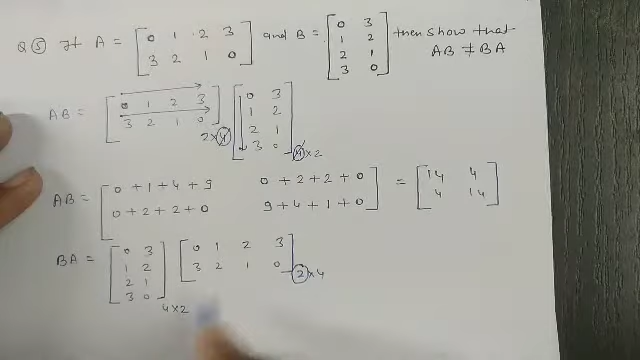 Q ⑤ If A = [ 0 1 2 3 and B = [ 0 3 then show that
3 2 1 0 ] 1 2 AB ≠ BA
2 1
3 0 ]
AB = [ 0 1 2 3 [ 0 3
3 2 1 0 ] 1 2
2×4 2 1
3 0 ] 4×2
AB = [ 0+1+4+9 0+2+2+0 = [ 14 4
0+2+2+0 9+4+1+0 ] 4 14 ]
BA = [ 0 3 [ 0 1 2 3
1 2 3 2 1 0 ] 2×4
2 1
3 0 ] 4×2